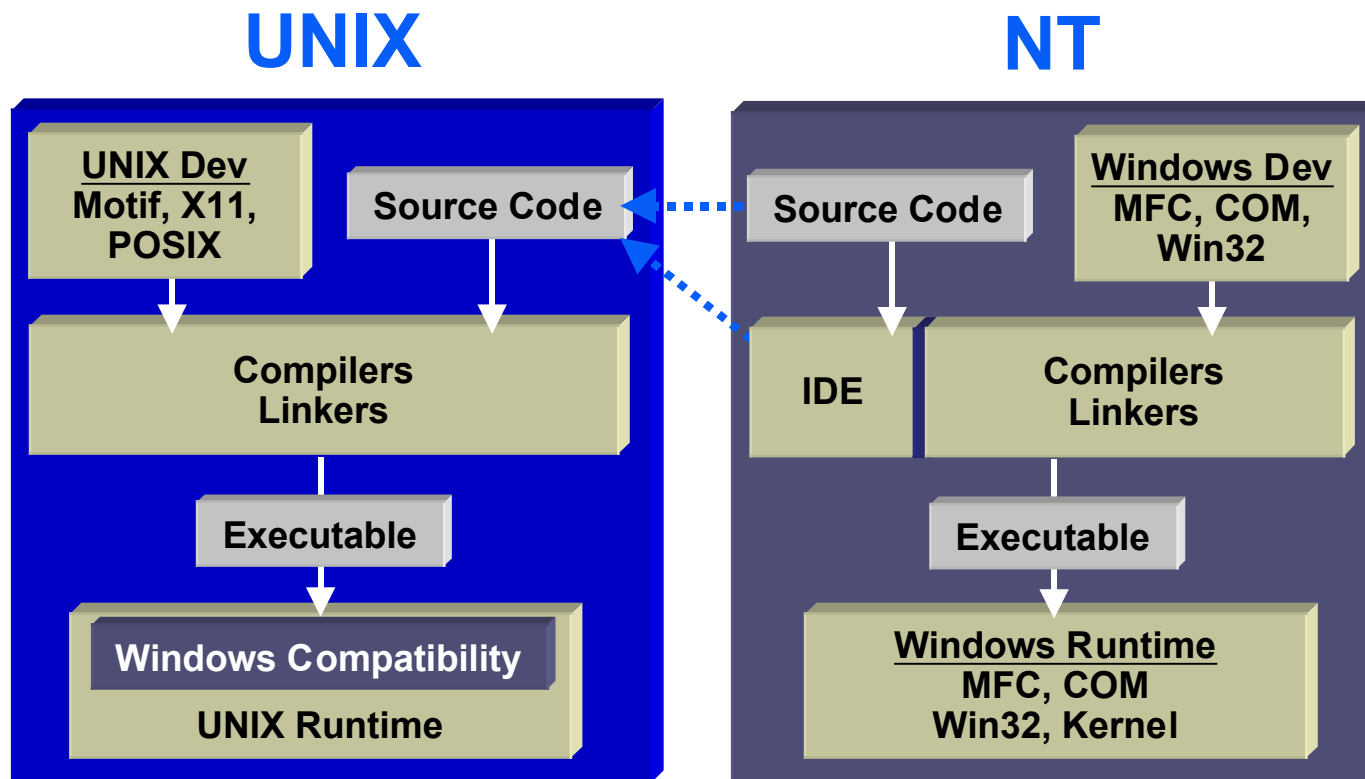 UNIX
UNIX Dev
Motif, X11,
POSIX
Source Code
Compilers
Linkers
Executable
Windows Compatibility
UNIX Runtime
NT
Source Code
Windows Dev
MFC, COM,
Win32
IDE
Compilers
Linkers
Executable
Windows Runtime
MFC, COM
Win32, Kernel